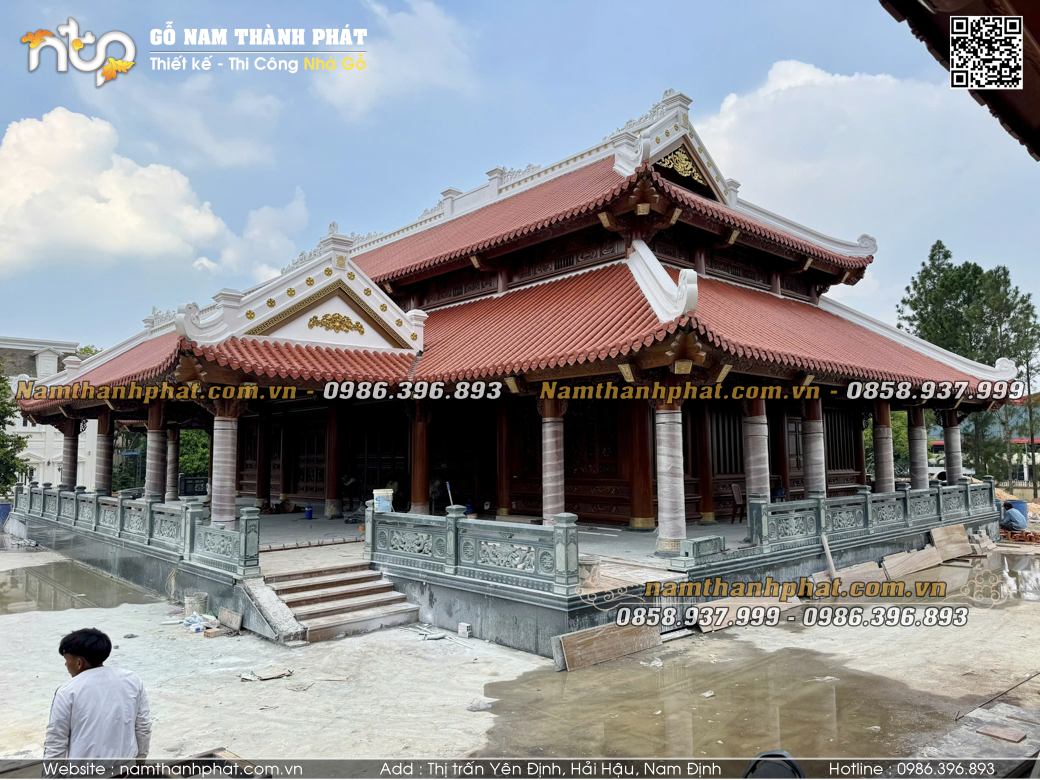 ntp
GỖ NAM THÀNH PHÁT
Thiết kế - Thi Công Nhà Gỗ
Namthanhphat.com.vn - 0986.396.893
Namthanhphat.com.vn - 0858.937.999
namthanhphat.com.vn
0858.937.999 - 0986.396.893
Website : namthanhphat.com.vn
Add : Thị trấn Yên Định, Hải Hậu, Nam Định
Hotline : 0986.396.893